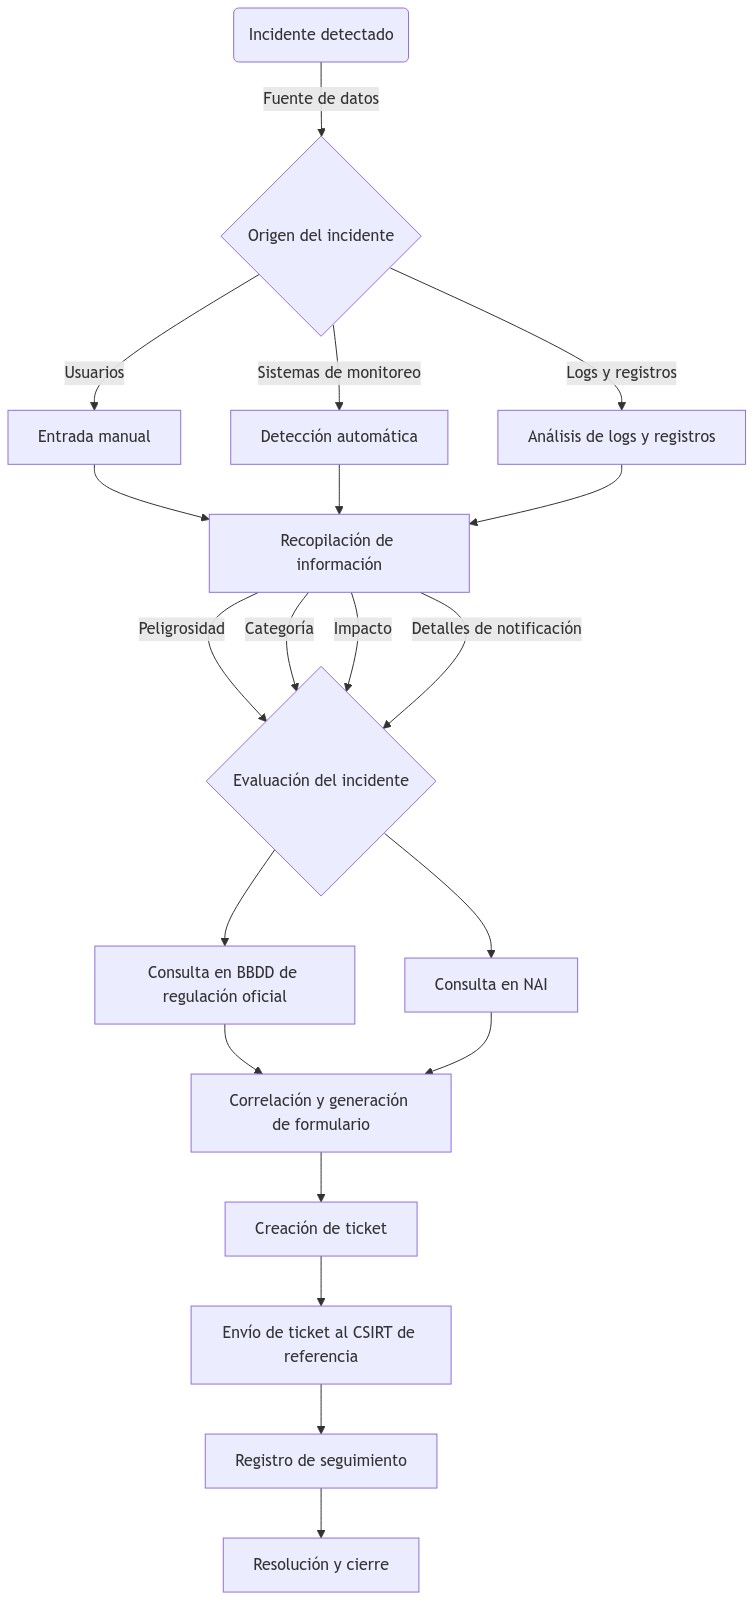 Incidente detectado
Fuente de datos
Origen del incidente
Usuarios
Sistemas de monitoreo
Logs y registros
Entrada manual
Detección automática
Análisis de logs y registros
Recopilación de
información
Peligrosidad
Categoría
Impacto
Detalles de notificación
Evaluación del incidente
Consulta en BBDD de
regulación oficial
Consulta en NAI
Correlación y generación
de formulario
Creación de ticket
Envío de ticket al CSIRT de
referencia
Registro de seguimiento
Resolución y cierre